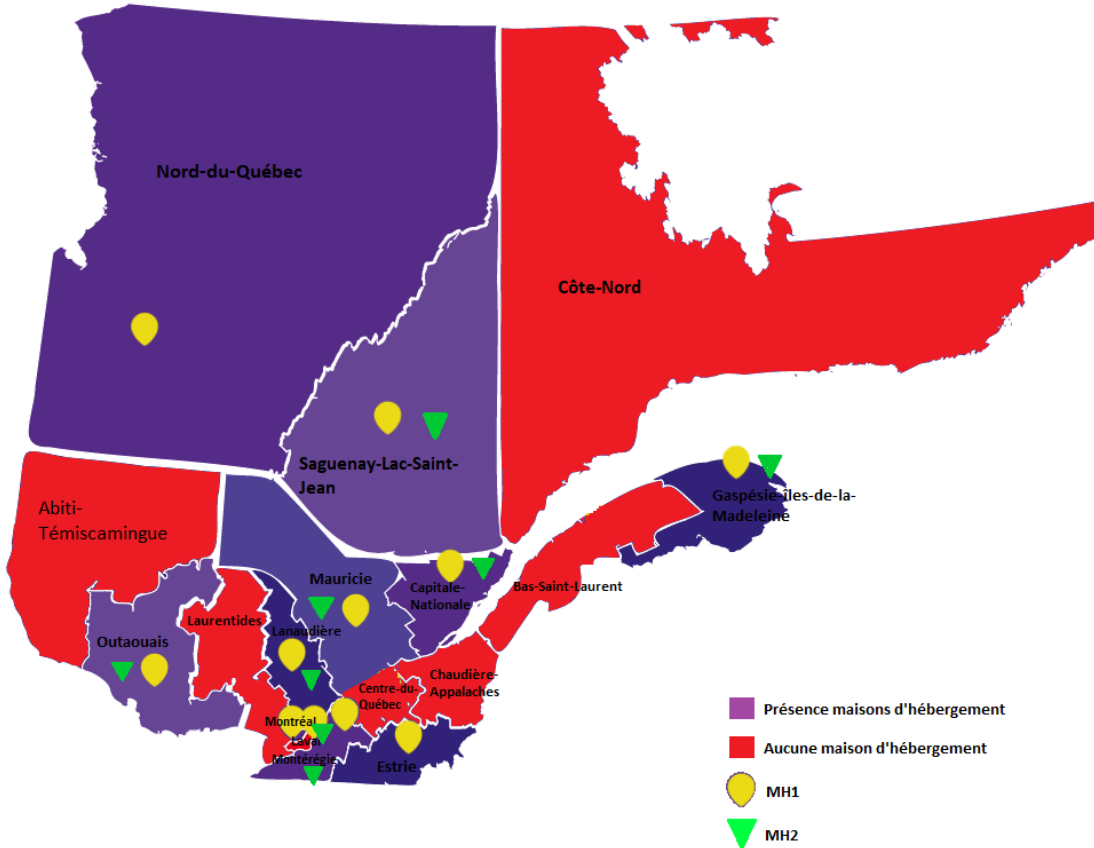 Nord-du-Québec
Côte-Nord
Saguenay-Lac-Saint-
Jean
Gaspésie-îles-de-la-
Madeleine
Abiti-
Témiscamingue
Mauricie
Capitale-
Nationale
Bas-Saint-Laurent
Laurentides
Lanaudière
Outaouais
Chaudière-
Appalaches
Centre-du-
Québec
Montréal
Laval
Montérégie
Estrie
Présence maisons d'hébergement
Aucune maison d'hébergement
MH1
MH2